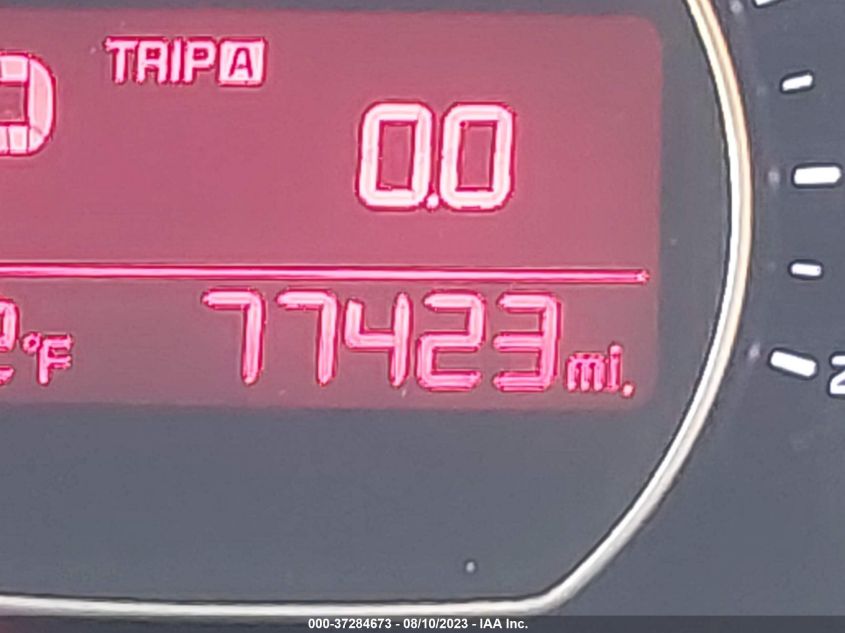 TRIP A
0.0
°F 77423 mi.
000-37284673 - 08/10/2023 - IAA Inc.